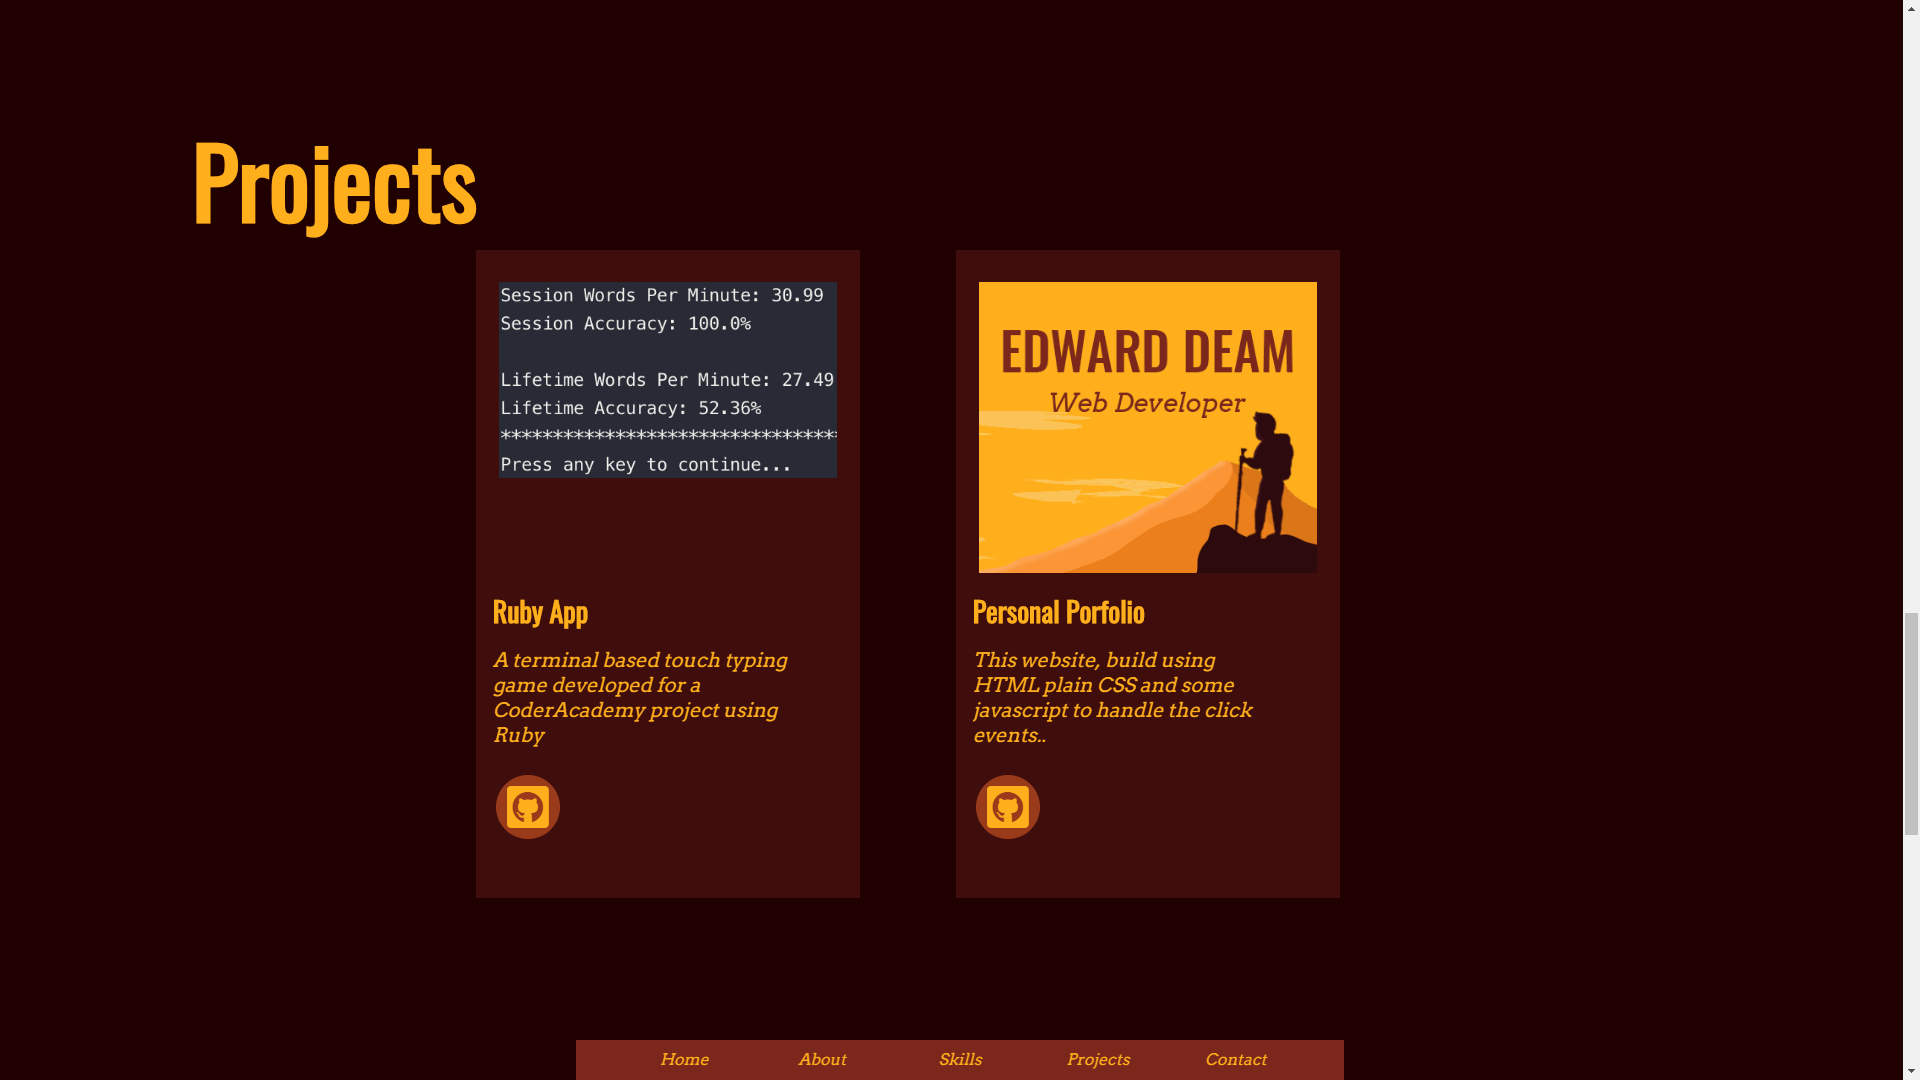 Projects
Session Words Per Minute: 30.99
Session Accuracy: 100.0%
Lifetime Words Per Minute: 27.49
Lifetime Accuracy: 52.36%
********************************
Press any key to continue...
Ruby App
A terminal based touch typing
game developed for a
CoderAcademy project using
Ruby
EDWARD DEAM
Web Developer
Personal Porfolio
This website, build using
HTML plain CSS and some
javascript to handle the click
events..
Home About Skills Projects Contact